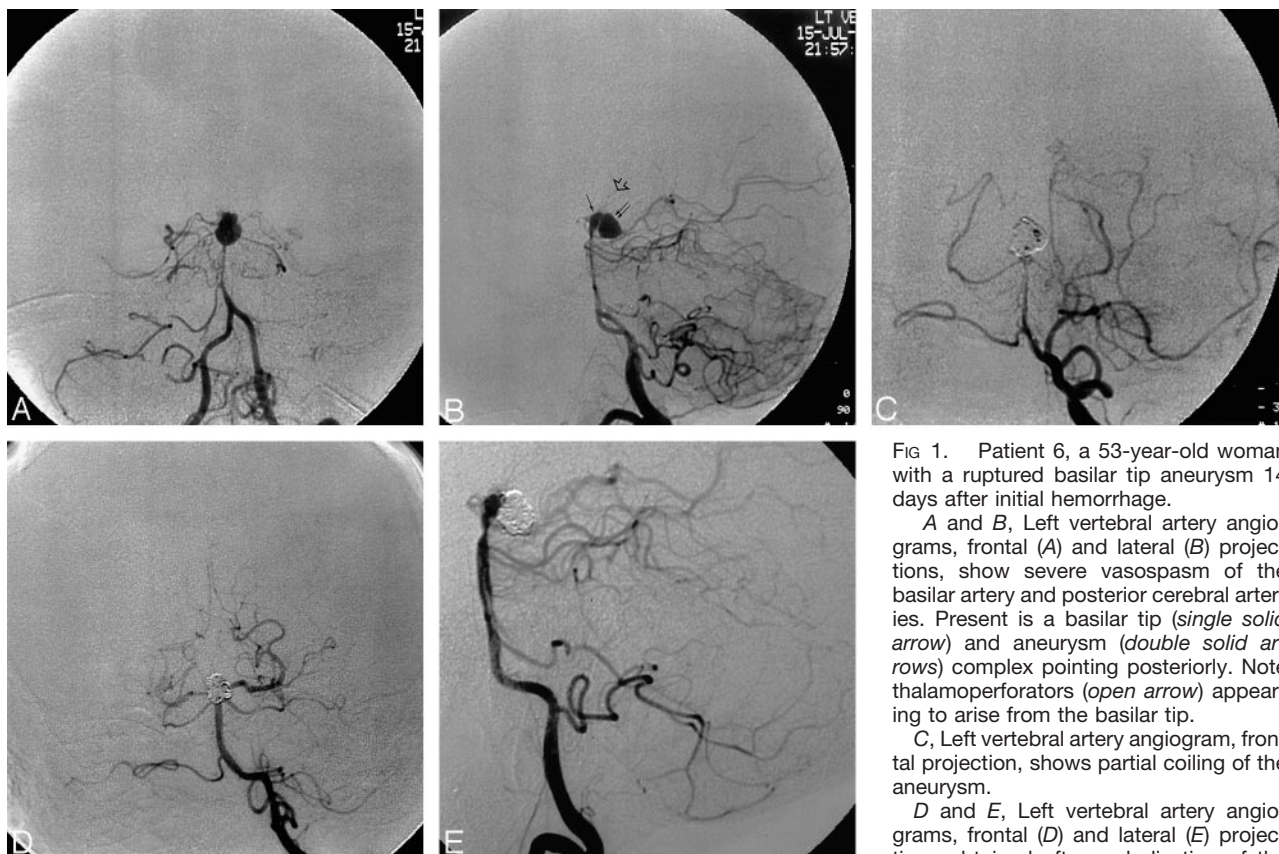 LT VE
15-JUL-
21:57:
15-J
21
0
90
A
B
C
D
E
FIG 1. Patient 6, a 53-year-old woman
with a ruptured basilar tip aneurysm 14
days after initial hemorrhage.
A and B, Left vertebral artery angio-
grams, frontal (A) and lateral (B) projec-
tions, show severe vasospasm of the
basilar artery and posterior cerebral arter-
ies. Present is a basilar tip (single solid
arrow) and aneurysm (double solid ar-
rows) complex pointing posteriorly. Note
thalamoperforators (open arrow) appear-
ing to arise from the basilar tip.
C, Left vertebral artery angiogram, fron-
tal projection, shows partial coiling of the
aneurysm.
D and E, Left vertebral artery angio-
grams, frontal (D) and lateral (E) projec-